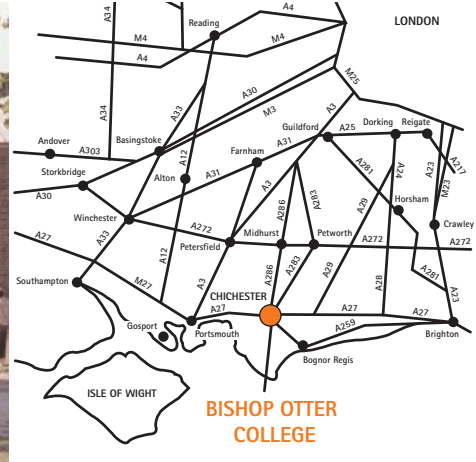 A34
A4
Reading
LONDON
M4
M4
A4
M25
A34
A33
A30
M3
A3
Andover
A303
Basingstoke
Guildford
A25
Dorking
Reigate
A31
Farnham
A217
A23
M23
Storkbridge
Alton
A12
A31
A3
A281
A24
A30
A286
A283
A29
Horsham
Winchester
Crawley
A27
A33
A272
Petersfield
Midhurst
Petworth
A272
A272
A12
M27
A3
A286
A283
A29
A28
A281
A23
Southampton
CHICHESTER
A27
A27
A27
Gosport
Portsmouth
A259
Brighton
Bognor Regis
ISLE OF WIGHT
BISHOP OTTER
COLLEGE